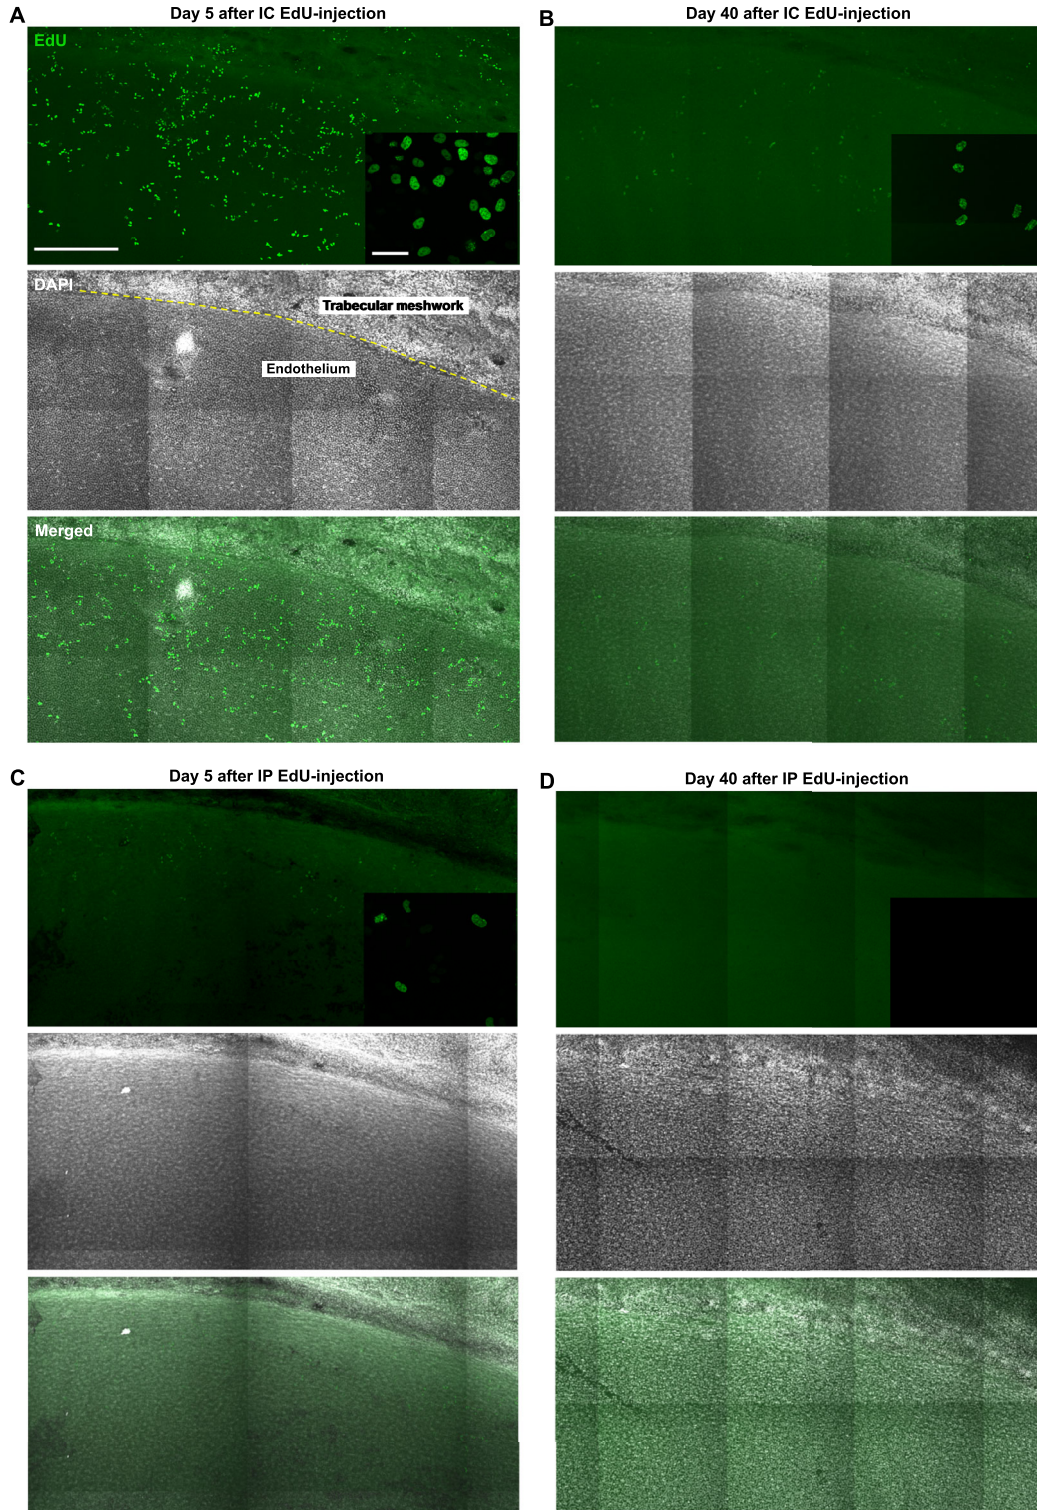 A
Day 5 after IC EdU-injection
EdU
DAPI
Trabecular meshwork
Endothelium
Merged
B
Day 40 after IC EdU-injection
C
Day 5 after IP EdU-injection
D
Day 40 after IP EdU-injection